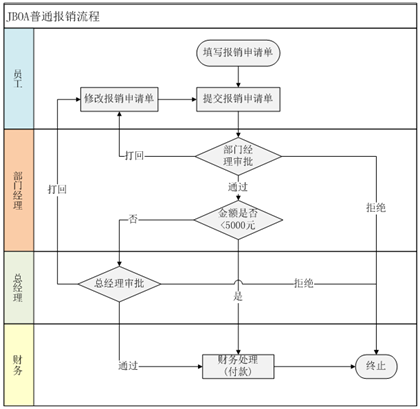 JBOA普通报销流程
员工
填写报销申请单
修改报销申请单
提交报销申请单
部门经理
部门经
理审批
打回
打回
通过
拒绝
金额是否
<5000元
否
总经理
总经理审批
拒绝
是
财务
通过
财务处理
(付款)
终止